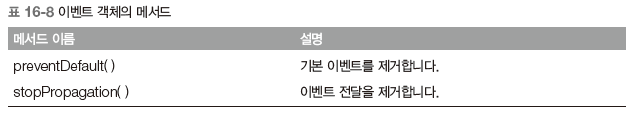 표 16-8 이벤트 객체의 메서드
메서드 이름 설명
preventDefault( ) 기본 이벤트를 제거합니다.
stopPropagation( ) 이벤트 전달을 제거합니다.